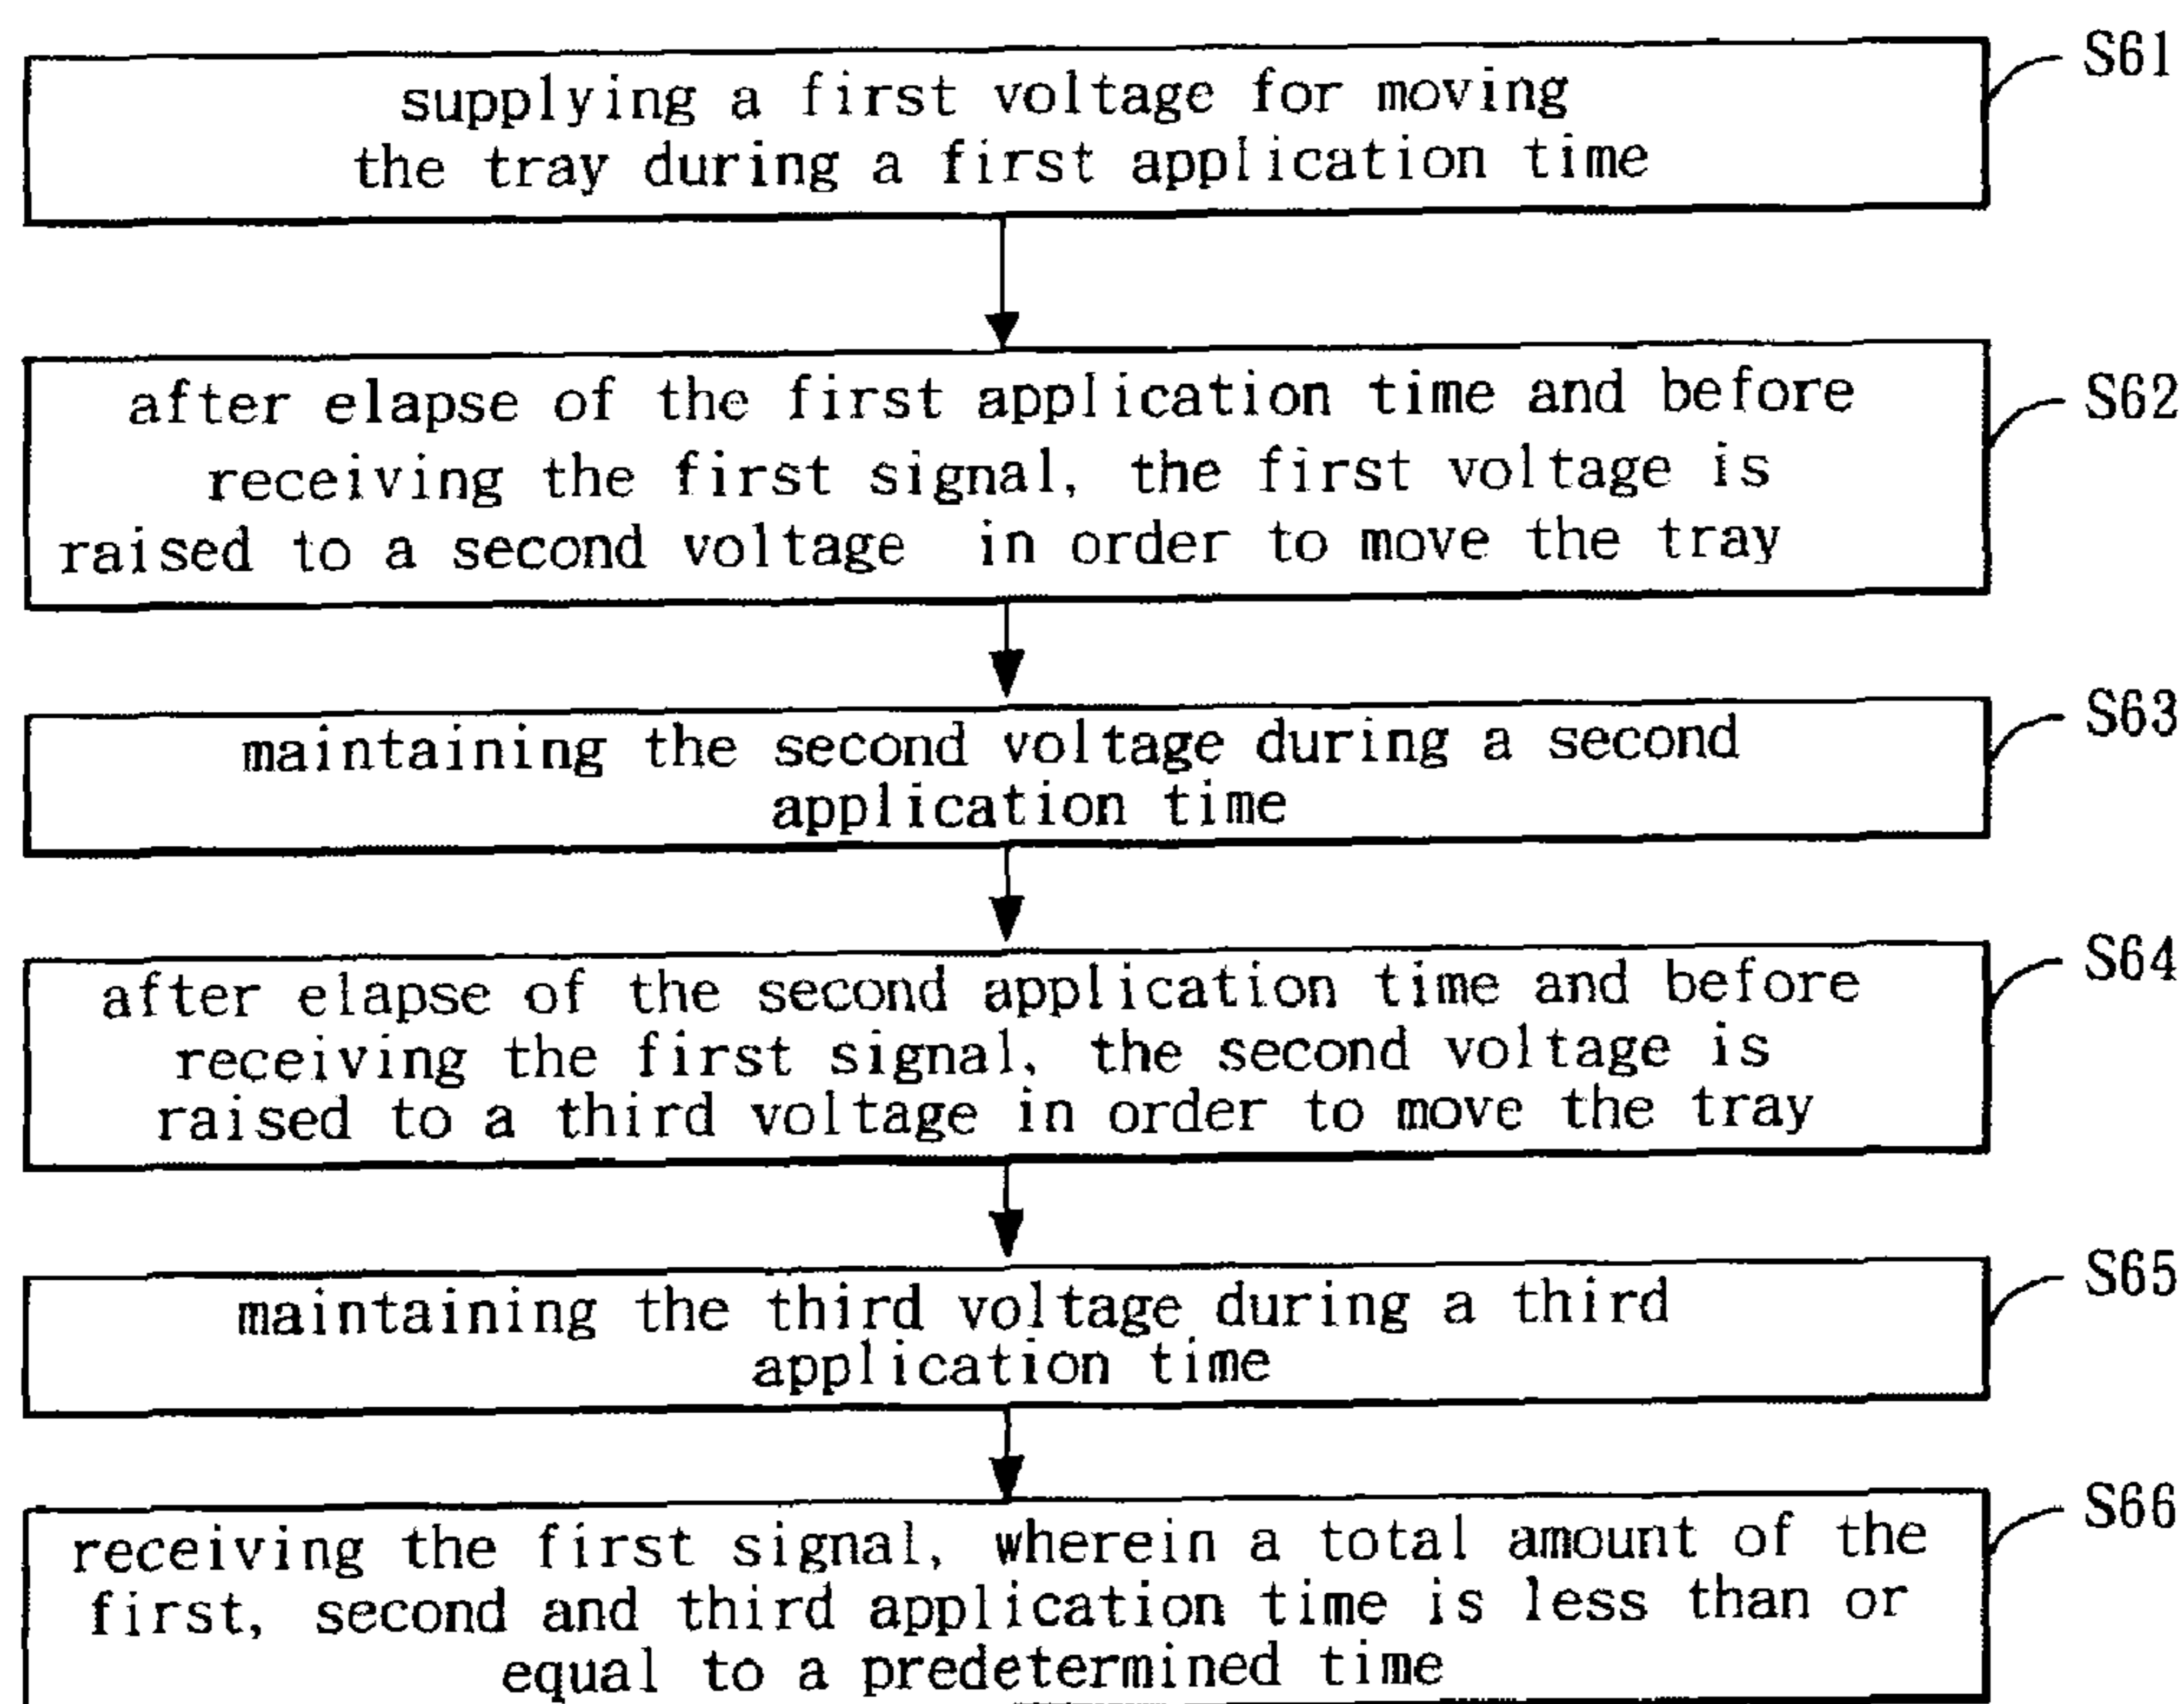 supplying a first voltage for moving
the tray during a first application time
S61
after elapse of the first application time and before
receiving the first signal, the first voltage is
raised to a second voltage in order to move the tray
S62
maintaining the second voltage during a second
application time
S63
after elapse of the second application time and before
receiving the first signal, the second voltage is
raised to a third voltage in order to move the tray
S64
maintaining the third voltage during a third
application time
S65
receiving the first signal, wherein a total amount of the
first, second and third application time is less than or
equal to a predetermined time
S66